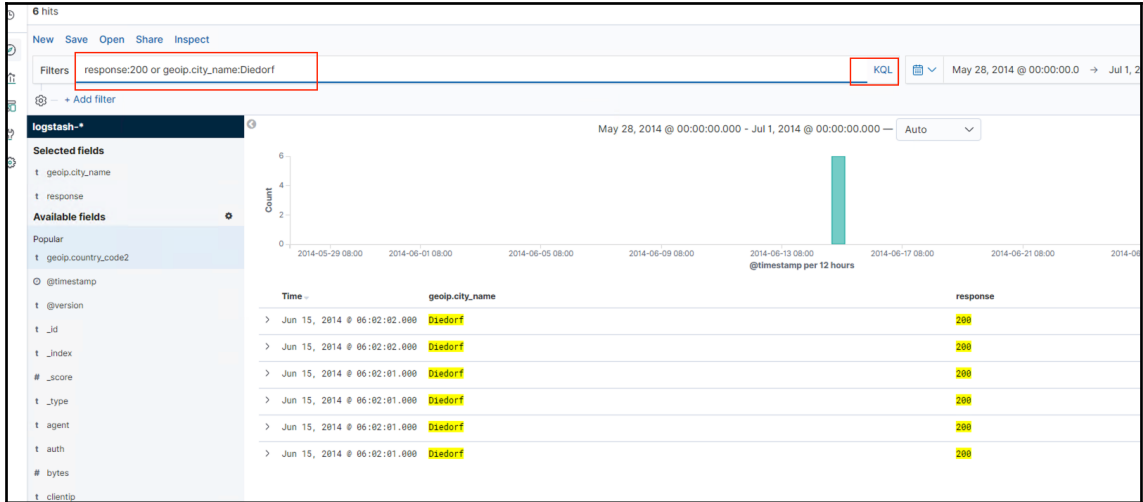 6 hits
New Save Open Share Inspect
Filters response:200 or geoip.city_name:Diedorf KQL May 28, 2014 @ 00:00:00.0 → Jul 1, 2
+ Add filter
logstash-*
May 28, 2014 @ 00:00:00.000 - Jul 1, 2014 @ 00:00:00.000 — Auto
Selected fields
t geoip.city_name
t response
Available fields
Popular
t geoip.country_code2
@timestamp
t @version
t _id
t _index
# _score
t _type
t agent
t auth
# bytes
t clientip
6
4
2
0
Count
2014-05-29 08:00 2014-06-01 08:00 2014-06-05 08:00 2014-06-09 08:00 2014-06-13 08:00 2014-06-17 08:00 2014-06-21 08:00 2014-06
@timestamp per 12 hours
Time geoip.city_name response
> Jun 15, 2014 @ 06:02:02.000 Diedorf 200
> Jun 15, 2014 @ 06:02:02.000 Diedorf 200
> Jun 15, 2014 @ 06:02:01.000 Diedorf 200
> Jun 15, 2014 @ 06:02:01.000 Diedorf 200
> Jun 15, 2014 @ 06:02:01.000 Diedorf 200
> Jun 15, 2014 @ 06:02:01.000 Diedorf 200